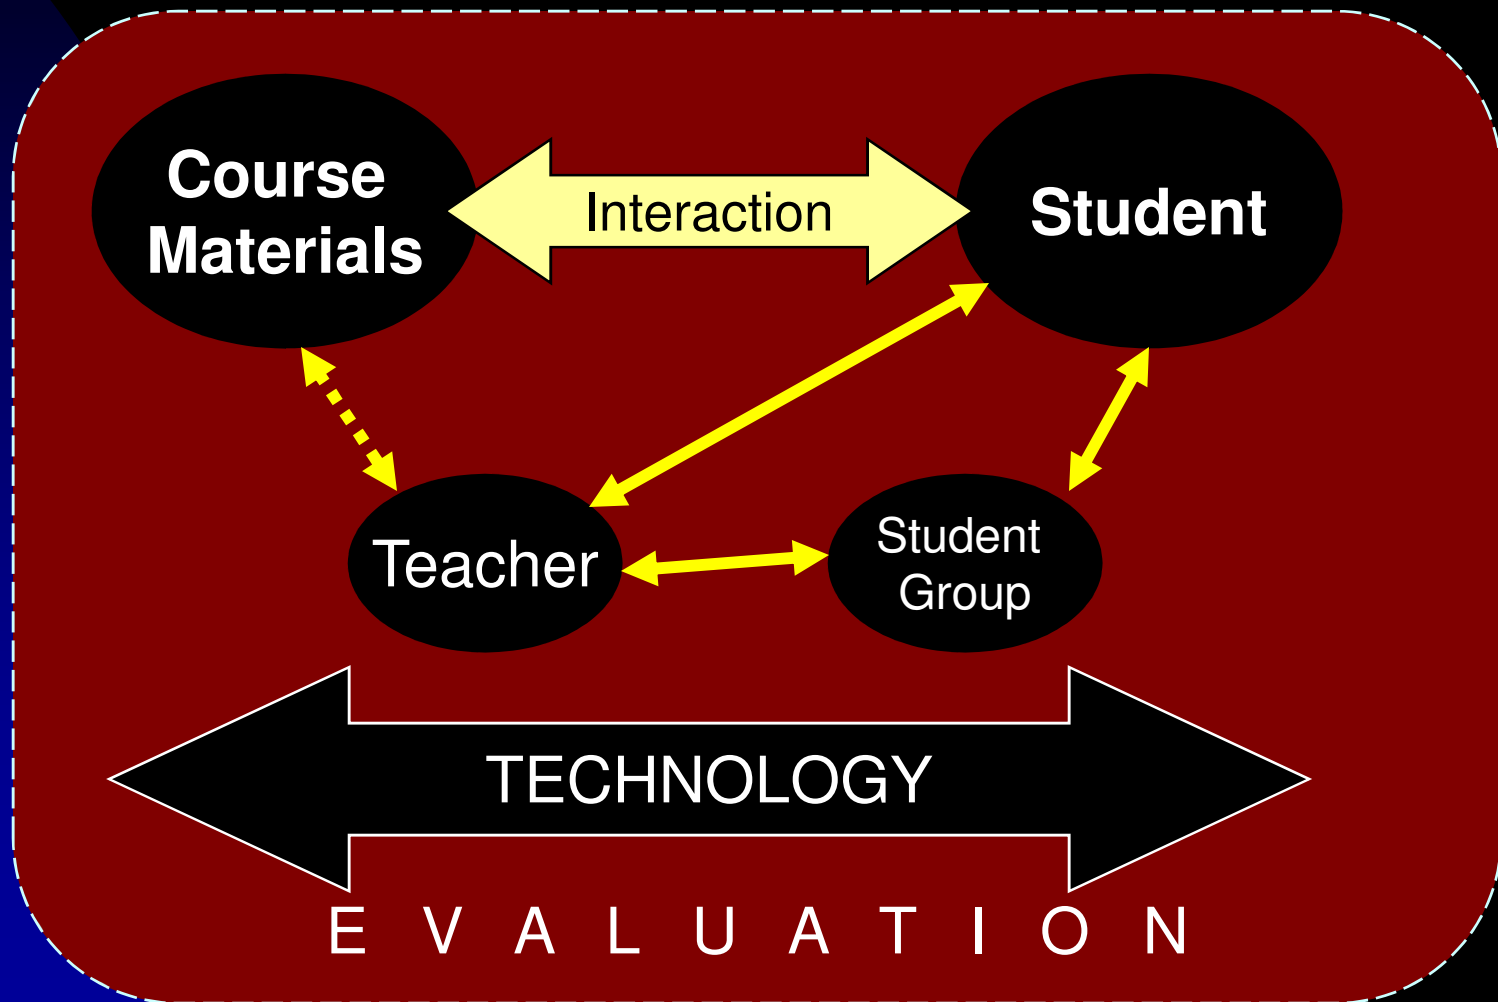 Course
Materials
Interaction
Student
Teacher
Student
Group
TECHNOLOGY
E V A L U A T I O N